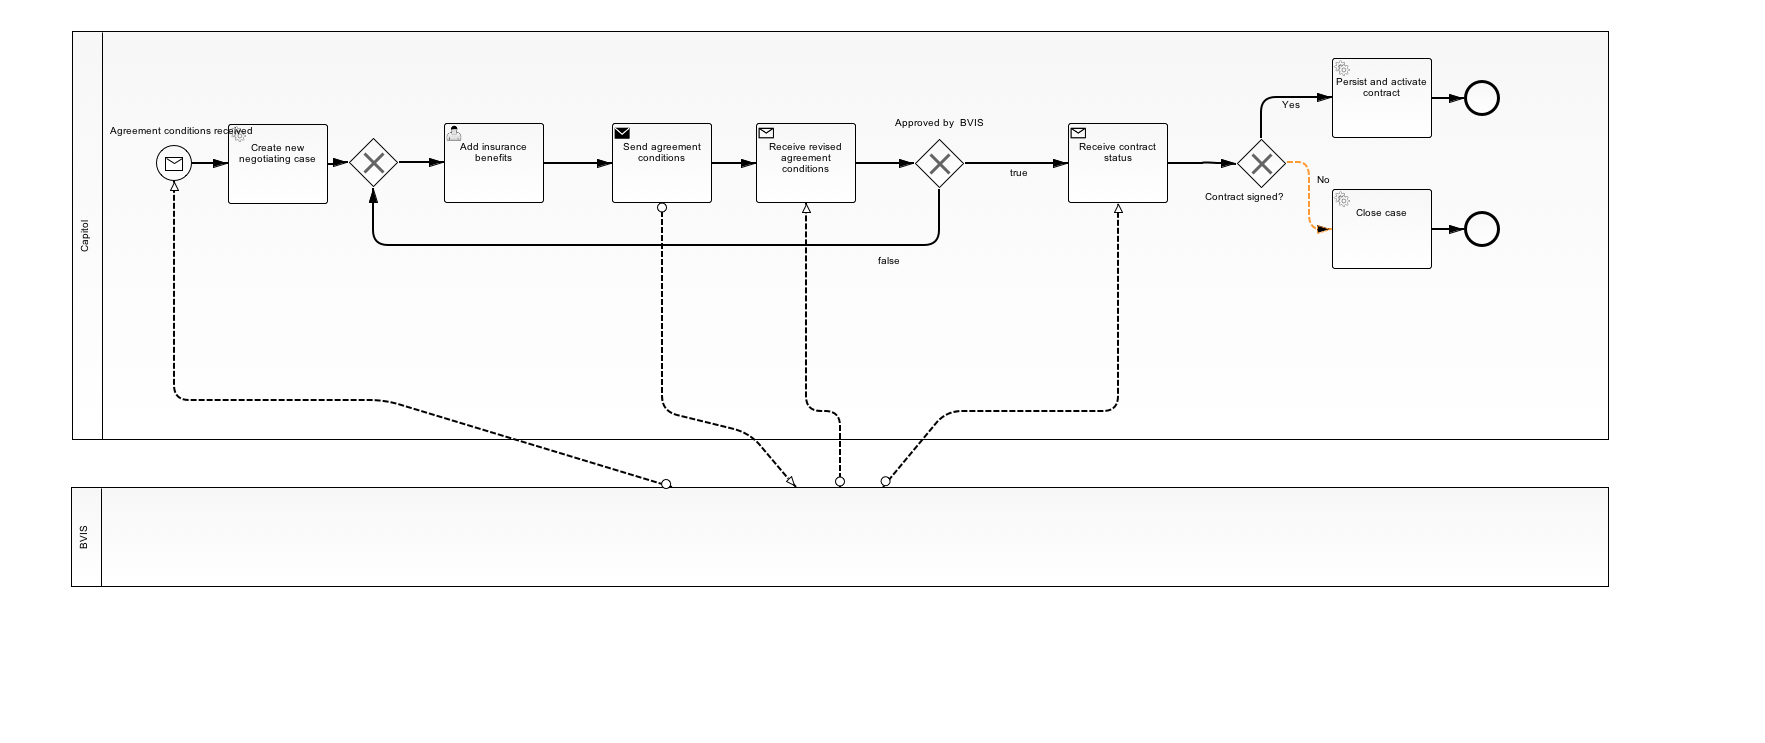 Capitol
Agreement conditions received
Create new
negotiating case
Add insurance
benefits
Send agreement
conditions
Receive revised
agreement
conditions
Approved by  BVIS
true
false
Receive contract
status
Contract signed?
Yes
No
Persist and activate
contract
Close case
BVIS